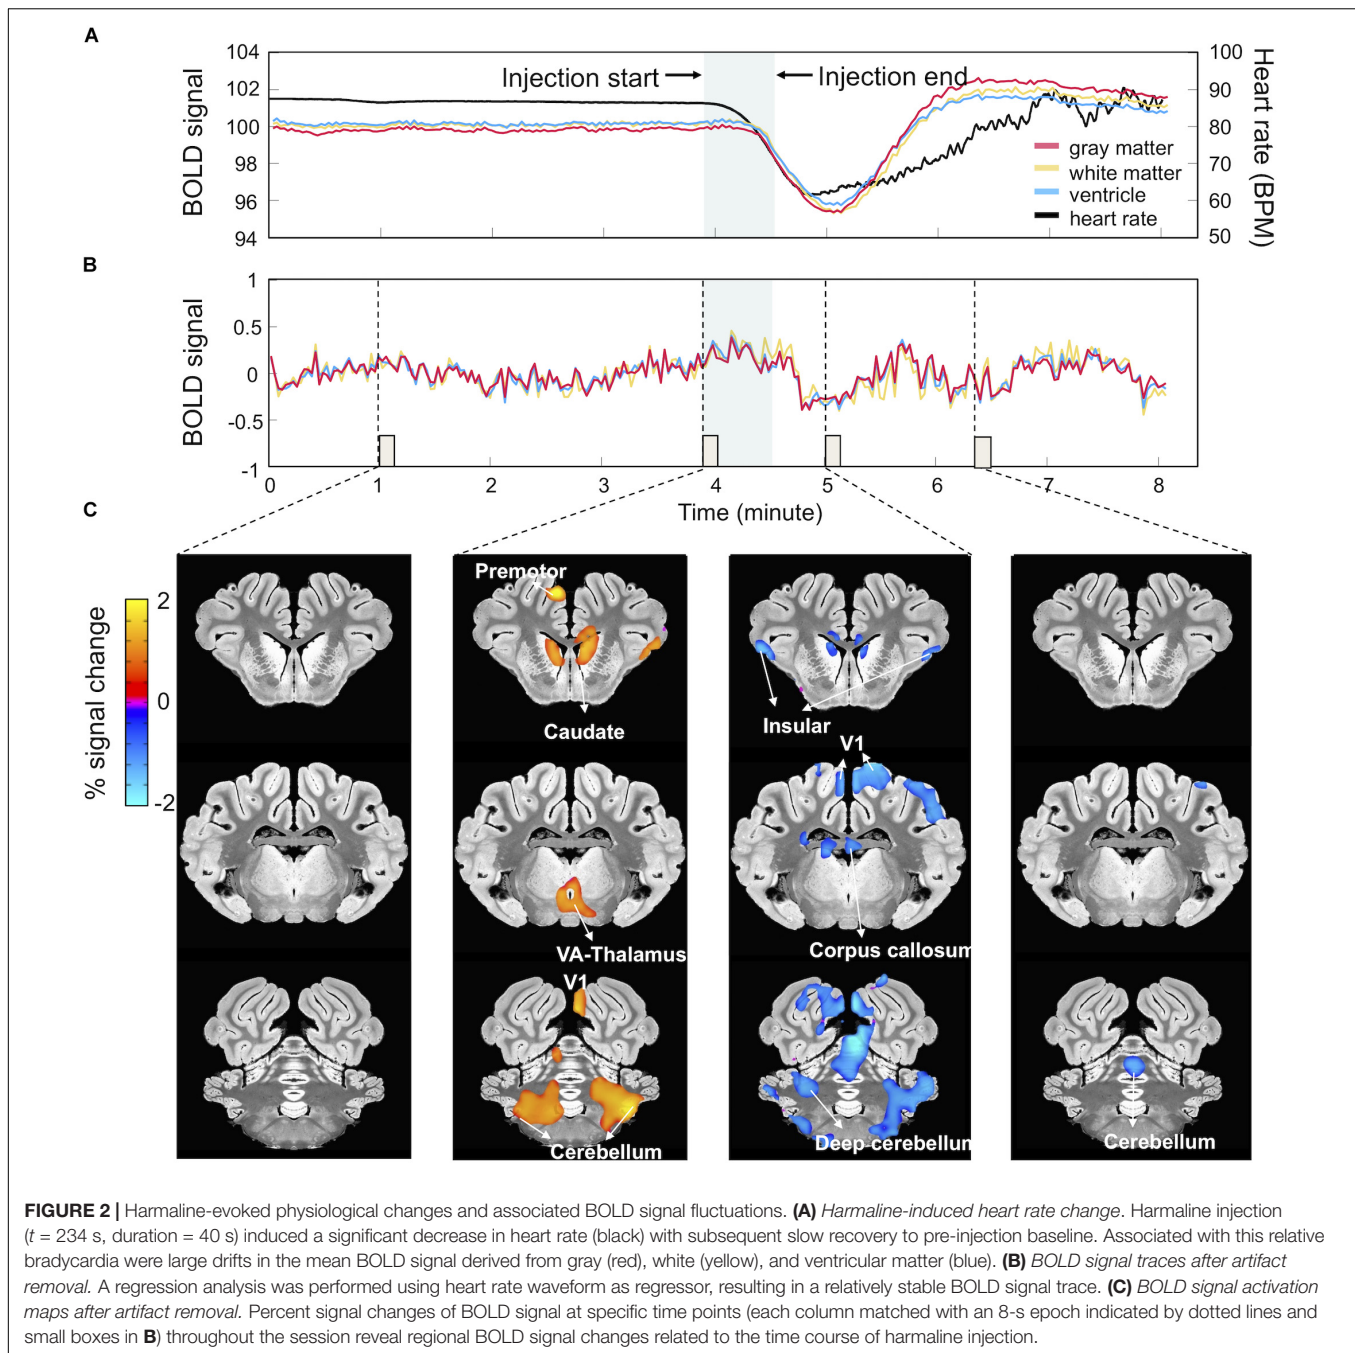 A
104
102
100
98
96
94
BOLD signal
Injection start
Injection end
100
90
80
70
60
50
Heart rate (BPM)
gray matter
white matter
ventricle
heart rate
B
1
0.5
0
-0.5
-1
BOLD signal
0 1 2 3 4 5 6 7 8
Time (minute)
C
% signal change
2
0
-2
Premotor
Caudate
Insular
V1
VA-Thalamus
Corpus callosum
V1
Cerebellum
Deep cerebellum
Cerebellum
FIGURE 2 | Harmaline-evoked physiological changes and associated BOLD signal fluctuations. (A) Harmaline-induced heart rate change. Harmaline injection
(t = 234 s, duration = 40 s) induced a significant decrease in heart rate (black) with subsequent slow recovery to pre-injection baseline. Associated with this relative
bradycardia were large drifts in the mean BOLD signal derived from gray (red), white (yellow), and ventricular matter (blue). (B) BOLD signal traces after artifact
removal. A regression analysis was performed using heart rate waveform as regressor, resulting in a relatively stable BOLD signal trace. (C) BOLD signal activation
maps after artifact removal. Percent signal changes of BOLD signal at specific time points (each column matched with an 8-s epoch indicated by dotted lines and
small boxes in B) throughout the session reveal regional BOLD signal changes related to the time course of harmaline injection.